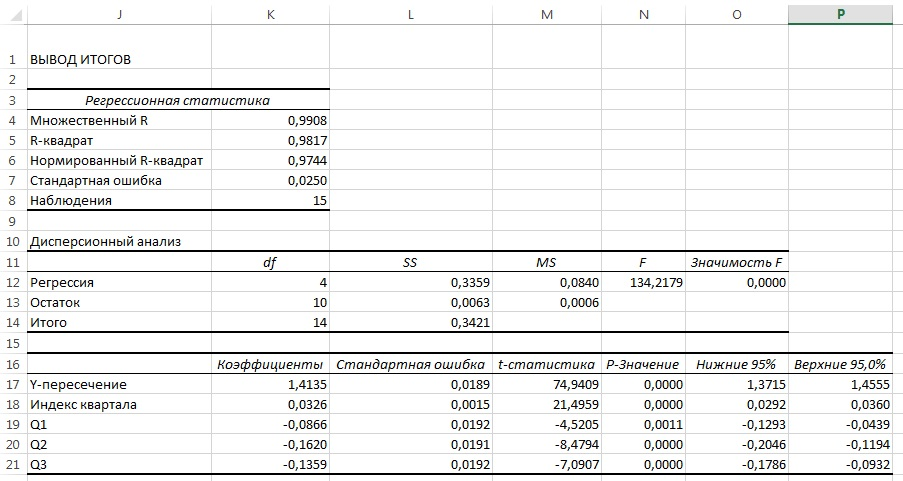 J K L M N O P
1 ВЫВОД ИТОГОВ
2
3 Регрессионная статистика
4 Множественный R 0,9908
5 R-квадрат 0,9817
6 Нормированный R-квадрат 0,9744
7 Стандартная ошибка 0,0250
8 Наблюдения 15
9
10 Дисперсионный анализ
11 df SS MS F Значимость F
12 Регрессия 4 0,3359 0,0840 134,2179 0,0000
13 Остаток 10 0,0063 0,0006
14 Итого 14 0,3421
15
16 Коэффициенты Стандартная ошибка t-статистика P-Значение Нижние 95% Верхние 95,0%
17 Y-пересечение 1,4135 0,0189 74,9409 0,0000 1,3715 1,4555
18 Индекс квартала 0,0326 0,0015 21,4959 0,0000 0,0292 0,0360
19 Q1 -0,0866 0,0192 -4,5205 0,0011 -0,1293 -0,0439
20 Q2 -0,1620 0,0191 -8,4794 0,0000 -0,2046 -0,1194
21 Q3 -0,1359 0,0192 -7,0907 0,0000 -0,1786 -0,0932